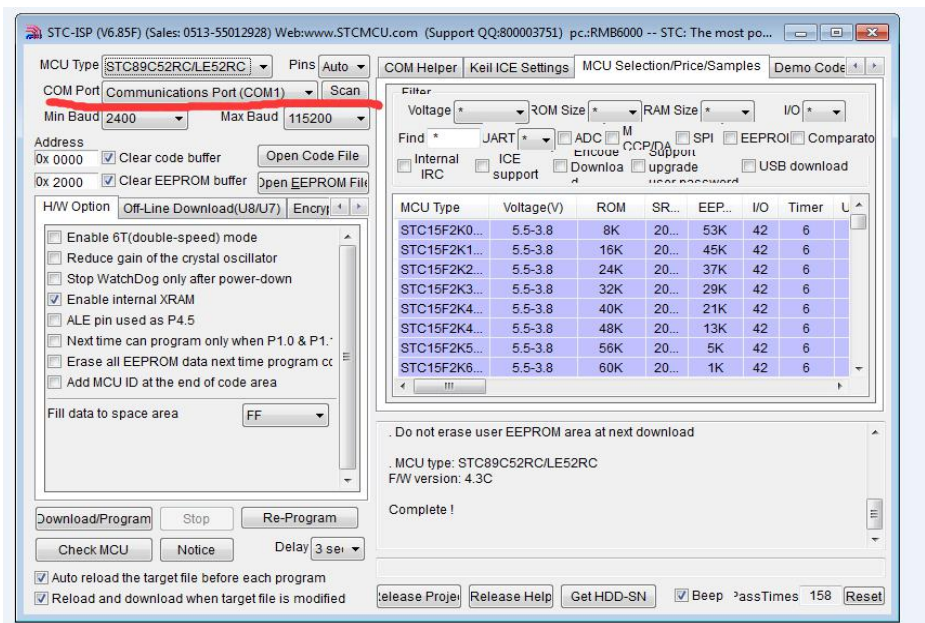 STC-ISP (V6.85F) (Sales: 0513-55012928) Web:www.STCMCU.com (Support QQ:800003751) pc.:RMB6000 -- STC: The most po...
MCU Type STC89C52RC/LE52RC Pins Auto
COM Port Communications Port (COM1) Scan
Min Baud 2400 Max Baud 115200
Address
0x 0000 Clear code buffer Open Code File
0x 2000 Clear EEPROM buffer Open EEPROM File
H/W Option Off-Line Download(U8/U7) Encry
Enable 6T(double-speed) mode
Reduce gain of the crystal oscillator
Stop WatchDog only after power-down
Enable internal XRAM
ALE pin used as P4.5
Next time can program only when P1.0 & P1.
Erase all EEPROM data next time program
Add MCU ID at the end of code area
Fill data to space area FF
Download/Program Stop Re-Program
Check MCU Notice Delay 3 se
Auto reload the target file before each program
Reload and download when target file is modified
COM Helper Keil ICE Settings MCU Selection/Price/Samples Demo Code
Filter
Voltage * ROM Size * RAM Size * I/O *
Find * UART * ADC M CCP/DA SPI EEPRO Comparato
Internal IRC ICE support Encode Downloa d Support upgrade user password USB download
MCU Type Voltage(V) ROM SR... EEP... I/O Timer U
STC15F2K0... 5.5-3.8 8K 20... 53K 42 6
STC15F2K1... 5.5-3.8 16K 20... 45K 42 6
STC15F2K2... 5.5-3.8 24K 20... 37K 42 6
STC15F2K3... 5.5-3.8 32K 20... 29K 42 6
STC15F2K4... 5.5-3.8 40K 20... 21K 42 6
STC15F2K4... 5.5-3.8 48K 20... 13K 42 6
STC15F2K5... 5.5-3.8 56K 20... 5K 42 6
STC15F2K6... 5.5-3.8 60K 20... 1K 42 6
. Do not erase user EEPROM area at next download
. MCU type: STC89C52RC/LE52RC
F/W version: 4.3C
Complete !
Release Projec Release Help Get HDD-SN Beep PassTimes 158 Reset